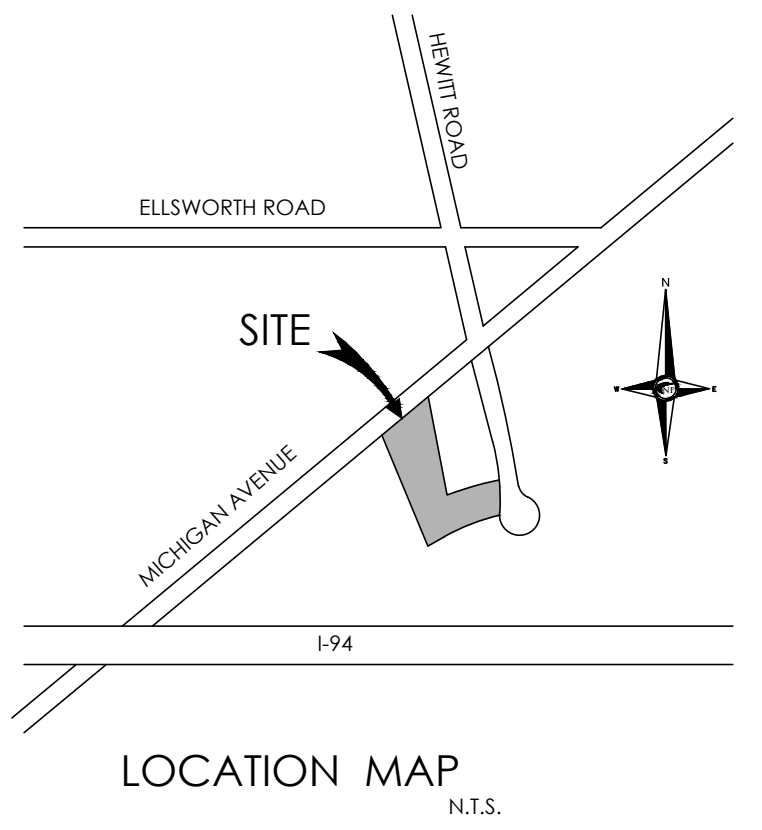 HEWITT ROAD
ELLSWORTH ROAD
N
SITE
W
E
S
MICHIGAN AVENUE
I-94
LOCATION MAP
N.T.S.